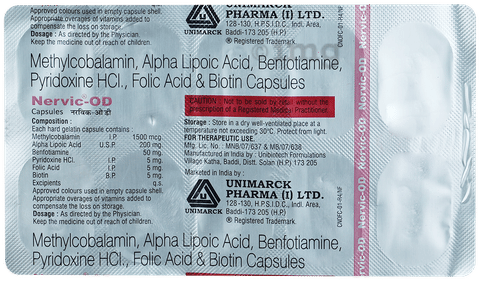 Approved colours used in empty capsule shell.
Appropriate overages of vitamins added to
compensate the loss on storage.
Dosage : As directed by the Physician.
Keep the medicine out of reach of children.
UNIMARCK
UNIMARCK
PHARMA (I) LTD.
128-130, H.P.S.I.D.C, Indl. Area,
Baddi-173 205 (H.P.)
® Registered Trademark
Methylcobalamin, Alpha Lipoic Acid, Benfotiamine,
Pyridoxine HCl., Folic Acid & Biotin Capsules
Nervic-OD
Capsules नरविक-ओडी
Composition :
Each hard gelatin capsule contains
Methylcobalamin I.P. 1500 mcg
Alpha Lipoic Acid U.S.P. 200 mg
Benfotiamine 50 mg
Pyridoxine HCl. I.P. 5 mg.
Folic Acid I.P. 5 mg.
Biotin B.P. 5 mg.
Excipients q.s.
Approved colours used in empty capsule shell.
Appropriate overages of vitamins added to
compensate the loss on storage.
Dosage : As directed by the Physician.
Keep the medicine out of reach of children.
CAUTION : Not to be sold by retail without the
prescription of a Registered Medical Practitioner.
Storage : Store in a dry well-ventilated place at a
temperature not exceeding 30°C. Protect from light.
FOR THERAPEUTIC USE.
Mfg. Lic. No. : MNB/07/637 & MB/07/638
Manufactured in India by : Unibiotech Formulations
Village Katha, Baddi, Distt. Solan (H.P.) 173 205
Marketed in India by :
UNIMARCK
UNIMARCK
PHARMA (I) LTD.
128-130, H.P.S.I.D.C, Indl. Area,
Baddi-173 205 (H.P.)
® Registered Trademark
Methylcobalamin, Alpha Lipoic Acid, Benfotiamine,
Pyridoxine HCl., Folic Acid & Biotin Capsules
Nervic-OD
Nervic-OD
Nervic-OD